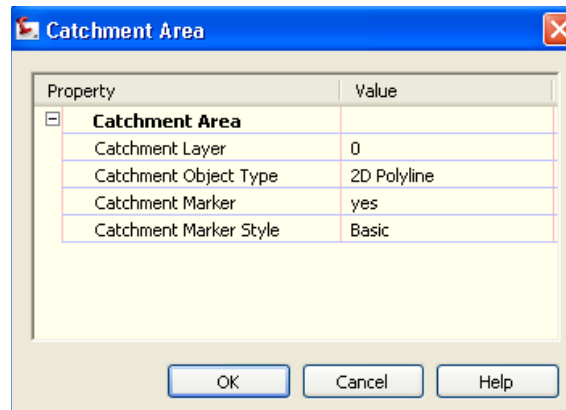 Catchment Area
Property Value
Catchment Area
Catchment Layer 0
Catchment Object Type 2D Polyline
Catchment Marker yes
Catchment Marker Style Basic
OK Cancel Help